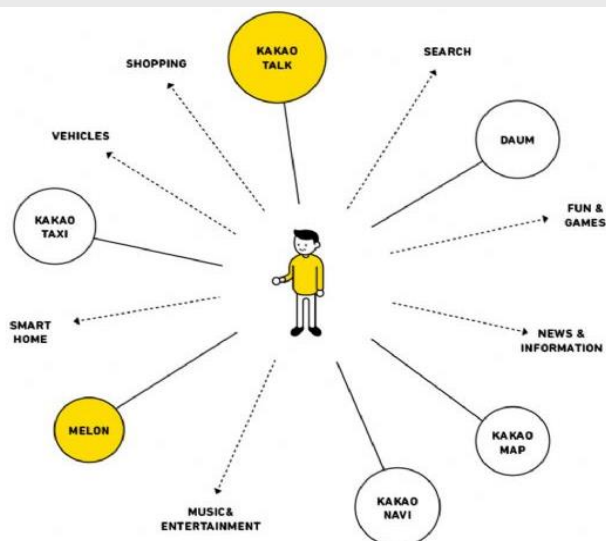 KAKAO
TALK
SEARCH
SHOPPING
DAUM
VEHICLES
FUN &
GAMES
KAKAO
TAXI
SMART
HOME
NEWS &
INFORMATION
MELON
KAKAO
MAP
KAKAO
NAVI
MUSIC&
ENTERTAINMENT